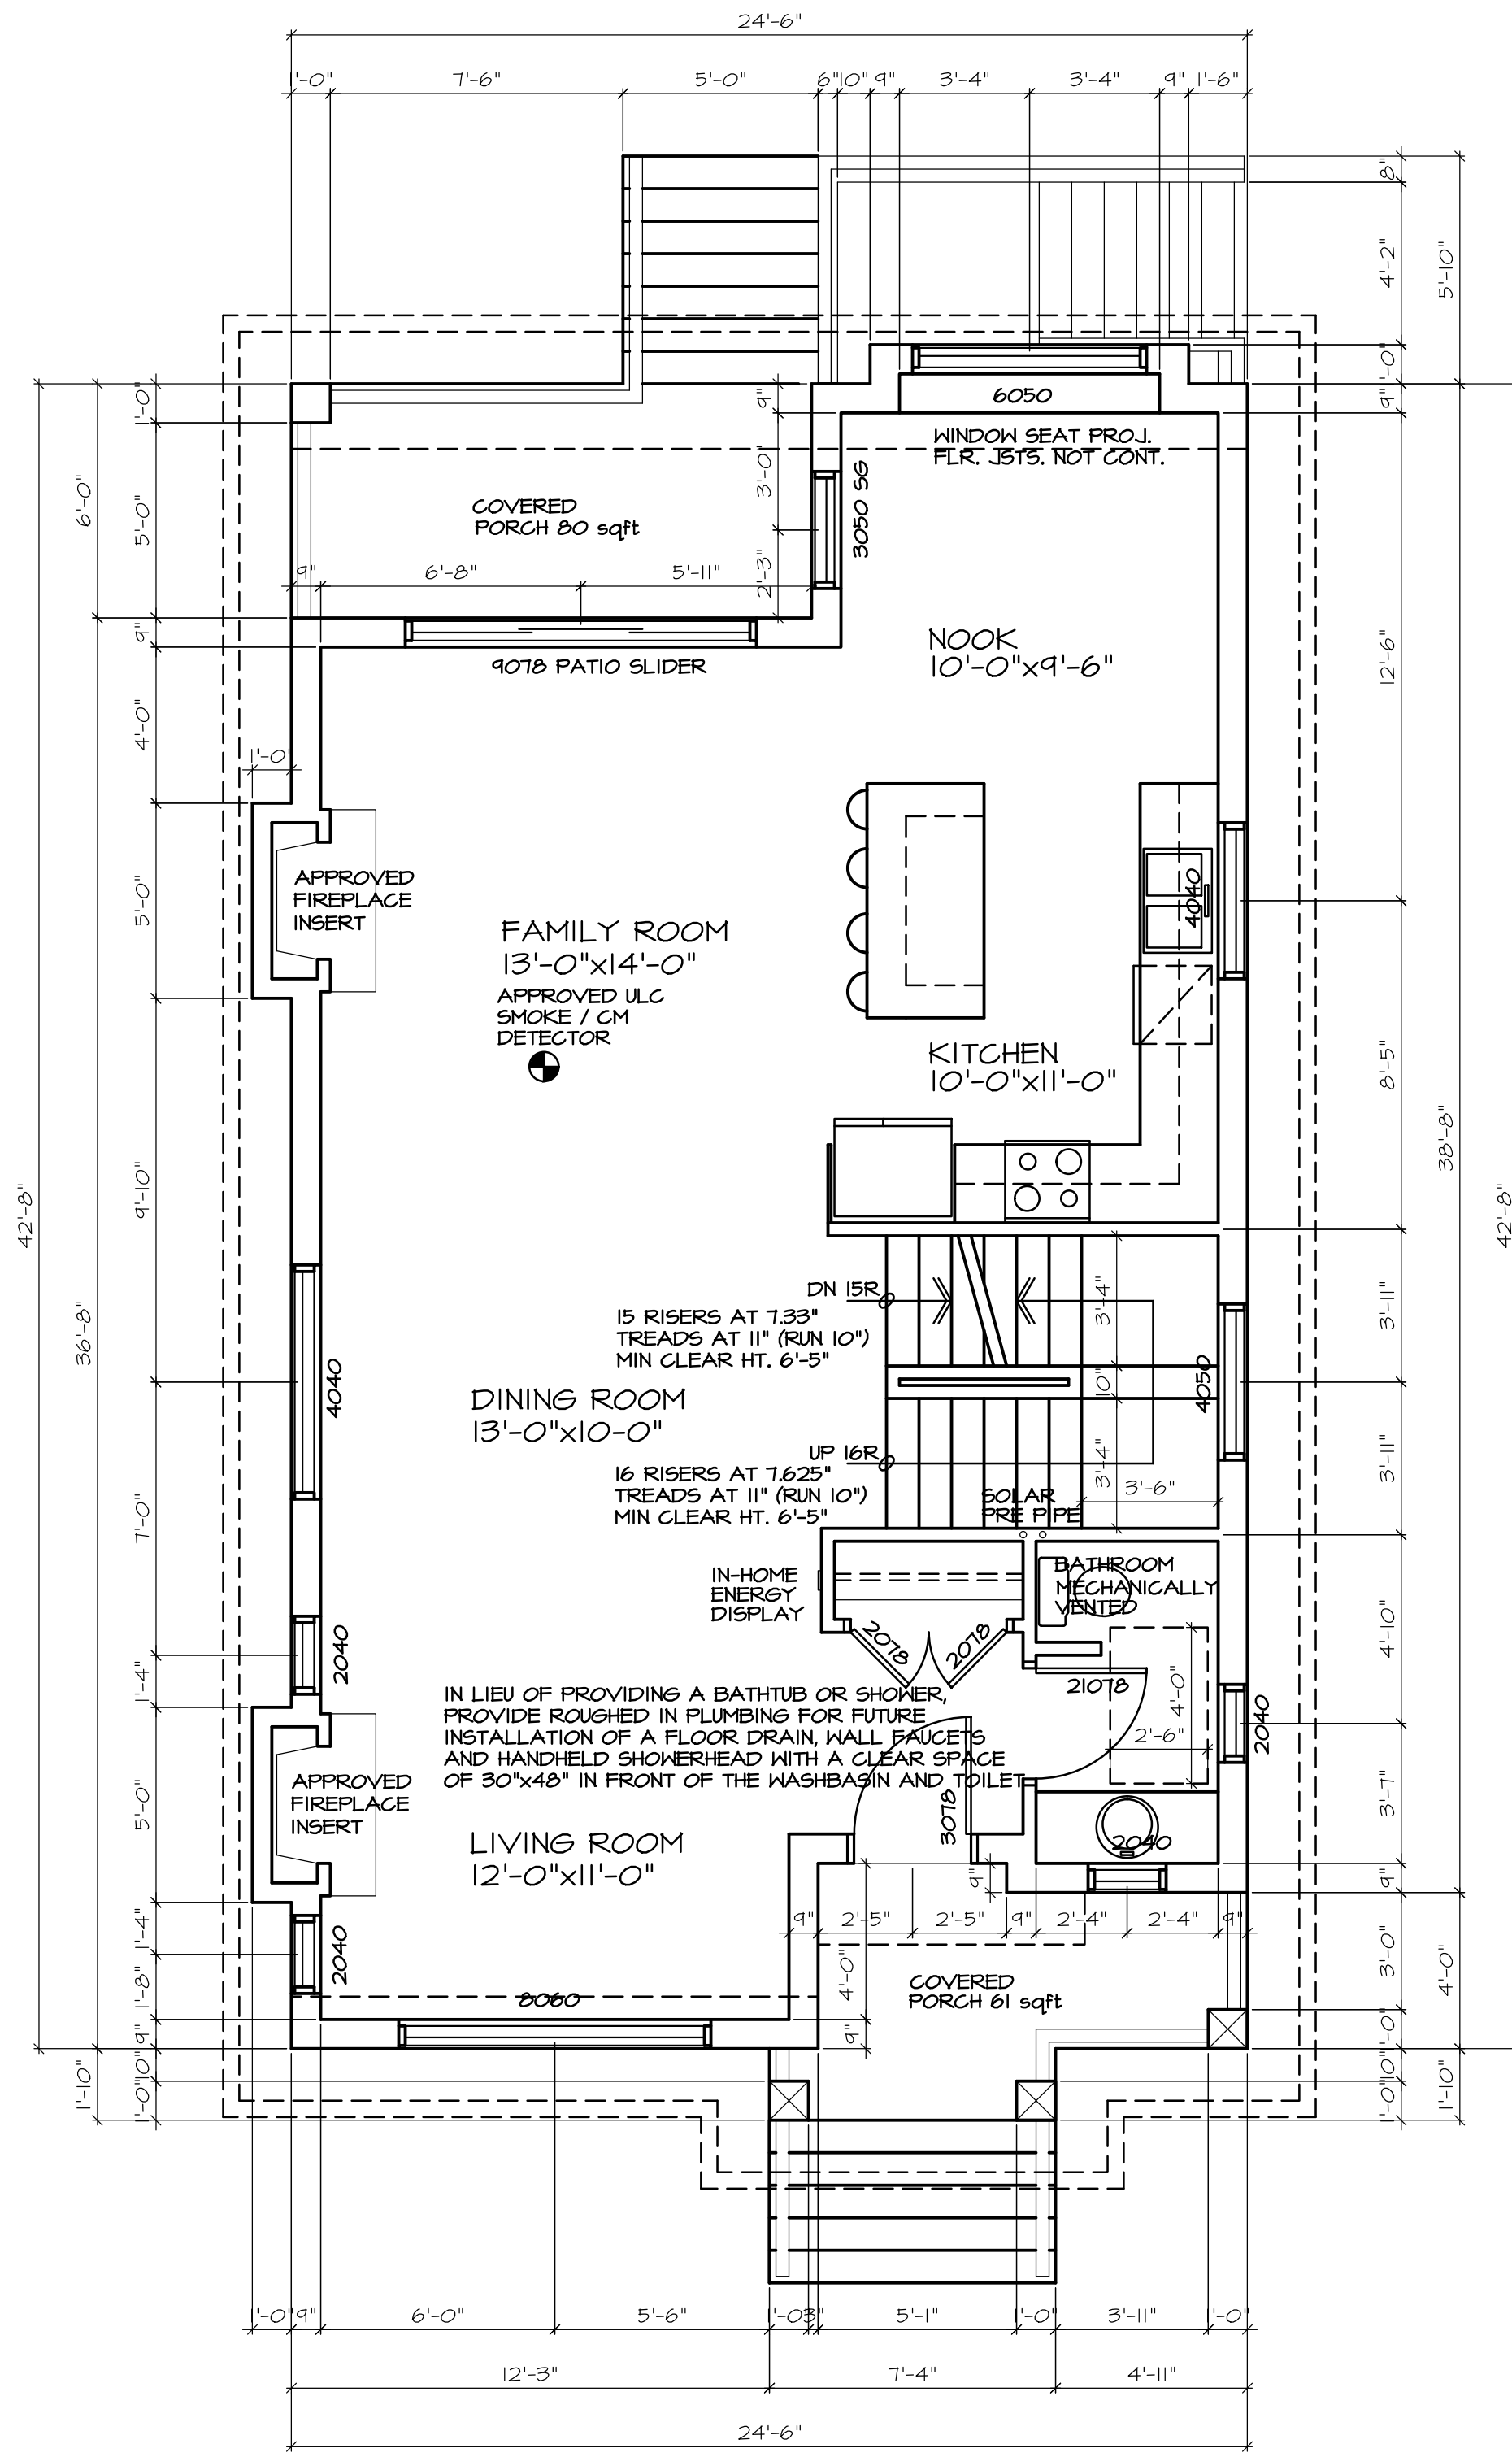 24'-6"
1'-0" 7'-6" 5'-0" 6" 10" 9" 3'-4" 3'-4" 9" 1'-6"
8"
4'-2"
5'-10"
1'-0"
9"
1'-0"
9"
6050
WINDOW SEAT PROJ.
FLR. JSTS. NOT CONT.
6'-0"
5'-0"
3'-0"
3050 SG
COVERED
PORCH 80 sqft
9" 6'-8" 5'-11"
2'-3"
9"
9078 PATIO SLIDER
NOOK
10'-0"x9'-6"
12'-6"
4'-0"
1'-0"
APPROVED
FIREPLACE
INSERT
5'-0"
4040
FAMILY ROOM
13'-0"x14'-0"
APPROVED ULC
SMOKE / CM
DETECTOR
KITCHEN
10'-0"x11'-0"
8'-5"
38'-8"
42'-8"
42'-8"
9'-10"
36'-8"
DN 15R
15 RISERS AT 7.33"
TREADS AT 11" (RUN 10")
MIN CLEAR HT. 6'-5"
3'-4"
3'-11"
10"
4040
4050
DINING ROOM
13'-0"x10-0"
UP 16R
16 RISERS AT 7.625"
TREADS AT 11" (RUN 10")
MIN CLEAR HT. 6'-5"
3'-4"
3'-6"
3'-11"
SOLAR
PRE PIPE
7'-0"
IN-HOME
ENERGY
DISPLAY
BATHROOM
MECHANICALLY
VENTED
2078 2078
2040
4'-10"
21078
4'-0"
2'-6"
2040
1'-4"
IN LIEU OF PROVIDING A BATHTUB OR SHOWER,
PROVIDE ROUGHED IN PLUMBING FOR FUTURE
INSTALLATION OF A FLOOR DRAIN, WALL FAUCETS
AND HANDHELD SHOWERHEAD WITH A CLEAR SPACE
OF 30"x48" IN FRONT OF THE WASHBASIN AND TOILET
APPROVED
FIREPLACE
INSERT
5'-0"
3078
3'-7"
2040
LIVING ROOM
12'-0"x11'-0"
9"
9"
9" 2'-5" 2'-5" 9" 2'-4" 2'-4" 9"
1'-4"
2040
4'-0"
3'-0"
4'-0"
COVERED
PORCH 61 sqft
1'-8"
8060
9"
9"
1'-0"
10"
1'-10"
1'-0"
10"
1'-10"
1'-0"
1'-0" 9" 6'-0" 5'-6" 1'-0 3" 5'-1" 1'-0" 3'-11" 1'-0"
12'-3" 7'-4" 4'-11"
24'-6"